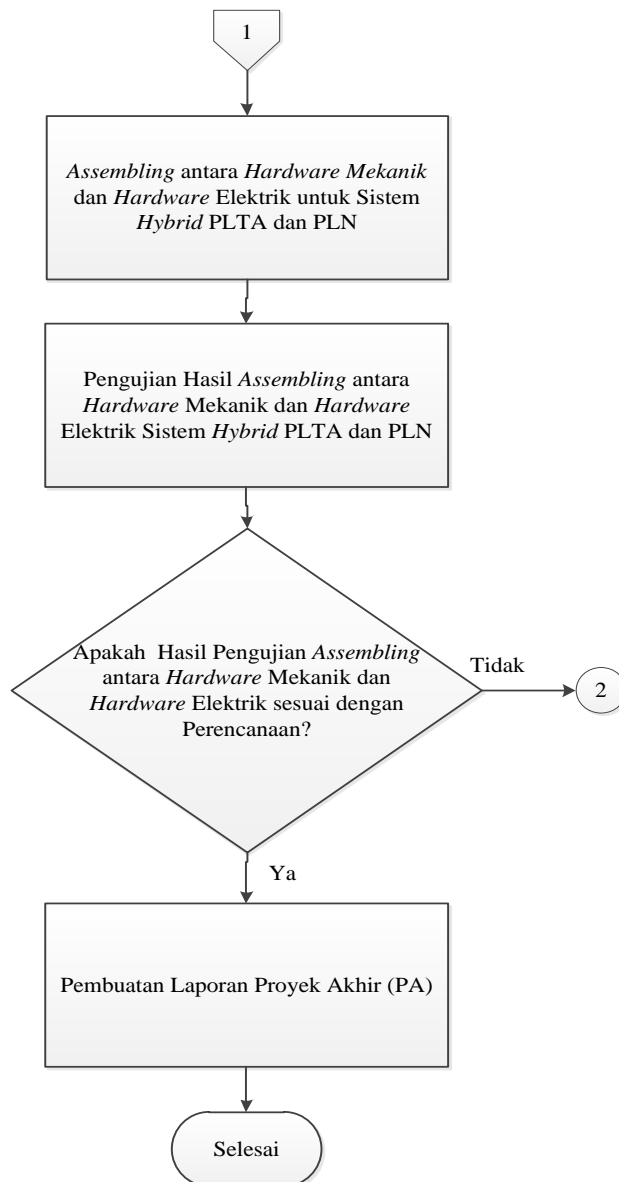 1
Assembling antara Hardware Mekanik
dan Hardware Elektrik untuk Sistem
Hybrid PLTA dan PLN
Pengujian Hasil Assembling antara
Hardware Mekanik dan Hardware
Elektrik Sistem Hybrid PLTA dan PLN
Apakah Hasil Pengujian Assembling
antara Hardware Mekanik dan
Hardware Elektrik sesuai dengan
Perencanaan?
Tidak
2
Ya
Pembuatan Laporan Proyek Akhir (PA)
Selesai